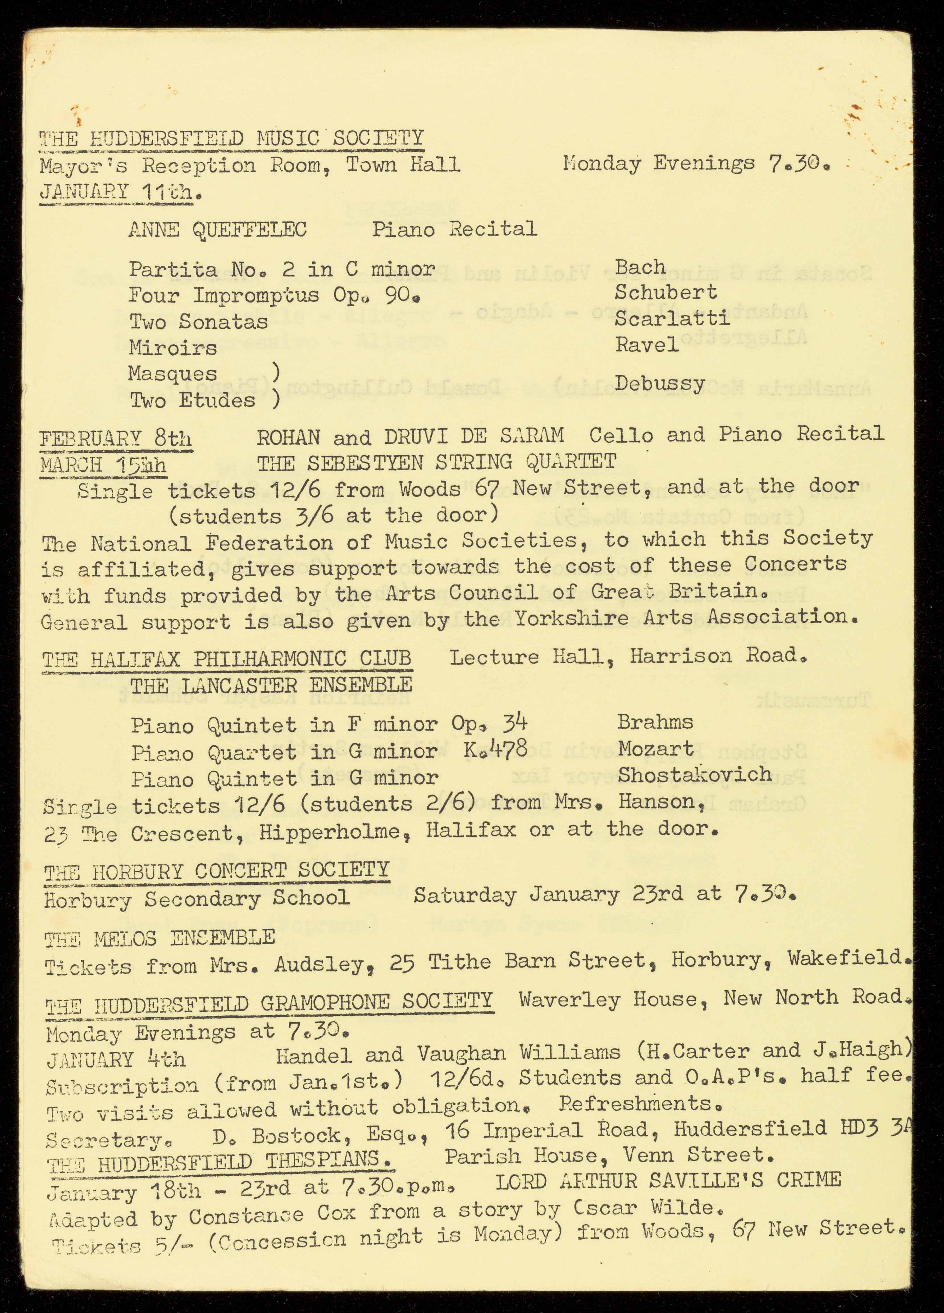 THE HUDDERSFIELD MUSIC SOCIETY
Mayor's Reception Room, Town Hall Monday Evenings 7.30.
JANUARY 11th.
ANNE QUEFFELEC Piano Recital
Partita No. 2 in C minor Bach
Four Impromptus Op. 90. Schubert
Two Sonatas Scarlatti
Miroirs Ravel
Masques )
Two Etudes ) Debussy
FEBRUARY 8th ROHAN and DRUVI DE SARAM Cello and Piano Recital
MARCH 15th THE SEBESTYEN STRING QUARTET
Single tickets 12/6 from Woods 67 New Street, and at the door
(students 3/6 at the door)
The National Federation of Music Societies, to which this Society
is affiliated, gives support towards the cost of these Concerts
with funds provided by the Arts Council of Great Britain.
General support is also given by the Yorkshire Arts Association.
THE HALIFAX PHILHARMONIC CLUB Lecture Hall, Harrison Road.
THE LANCASTER ENSEMBLE
Piano Quintet in F minor Op. 34 Brahms
Piano Quartet in G minor K.478 Mozart
Piano Quintet in G minor Shostakovich
Single tickets 12/6 (students 2/6) from Mrs. Hanson,
23 The Crescent, Hipperholme, Halifax or at the door.
THE HORBURY CONCERT SOCIETY
Horbury Secondary School Saturday January 23rd at 7.30.
THE MELOS ENSEMBLE
Tickets from Mrs. Audsley, 25 Tithe Barn Street, Horbury, Wakefield.
THE HUDDERSFIELD GRAMOPHONE SOCIETY Waverley House, New North Road.
Monday Evenings at 7.30.
JANUARY 4th Handel and Vaughan Williams (H.Carter and J.Haigh)
Subscription (from Jan.1st.) 12/6d. Students and O.A.P's. half fee.
Two visits allowed without obligation. Refreshments.
Secretary. D. Bostock, Esq., 16 Imperial Road, Huddersfield HD3 3A
THE HUDDERSFIELD THESPIANS. Parish House, Venn Street.
January 18th - 23rd at 7.30.p.m. LORD ARTHUR SAVILLE'S CRIME
Adapted by Constance Cox from a story by Oscar Wilde.
Tickets 5/- (Concession night is Monday) from Woods, 67 New Street.